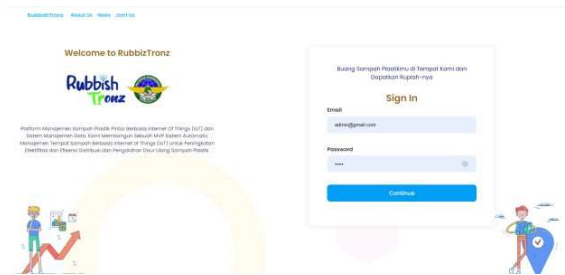 RubbishTronz About Us News Joint Us
Welcome to RubbizTronz
Rubbish
Tronz
Platform Manajemen Sampah Plastik Pintar Berbasis Internet Of Things (IoT) dan
Sistem Manajemen Data. Kami Membangun Sebuah MVP Sistem Automatic
Manajemen Tempat Sampah Berbasis Internet of Things (IoT) untuk Peningkatan
Efektifitas dan Efisiensi Distribusi dan Pengolahan Daur Ulang Sampah Plastik.
Buang Sampah Plastikmu di Tempat Kami dan
Dapatkan Rupiah-nya
Sign In
Email
admin@gmail.com
Password
Continue